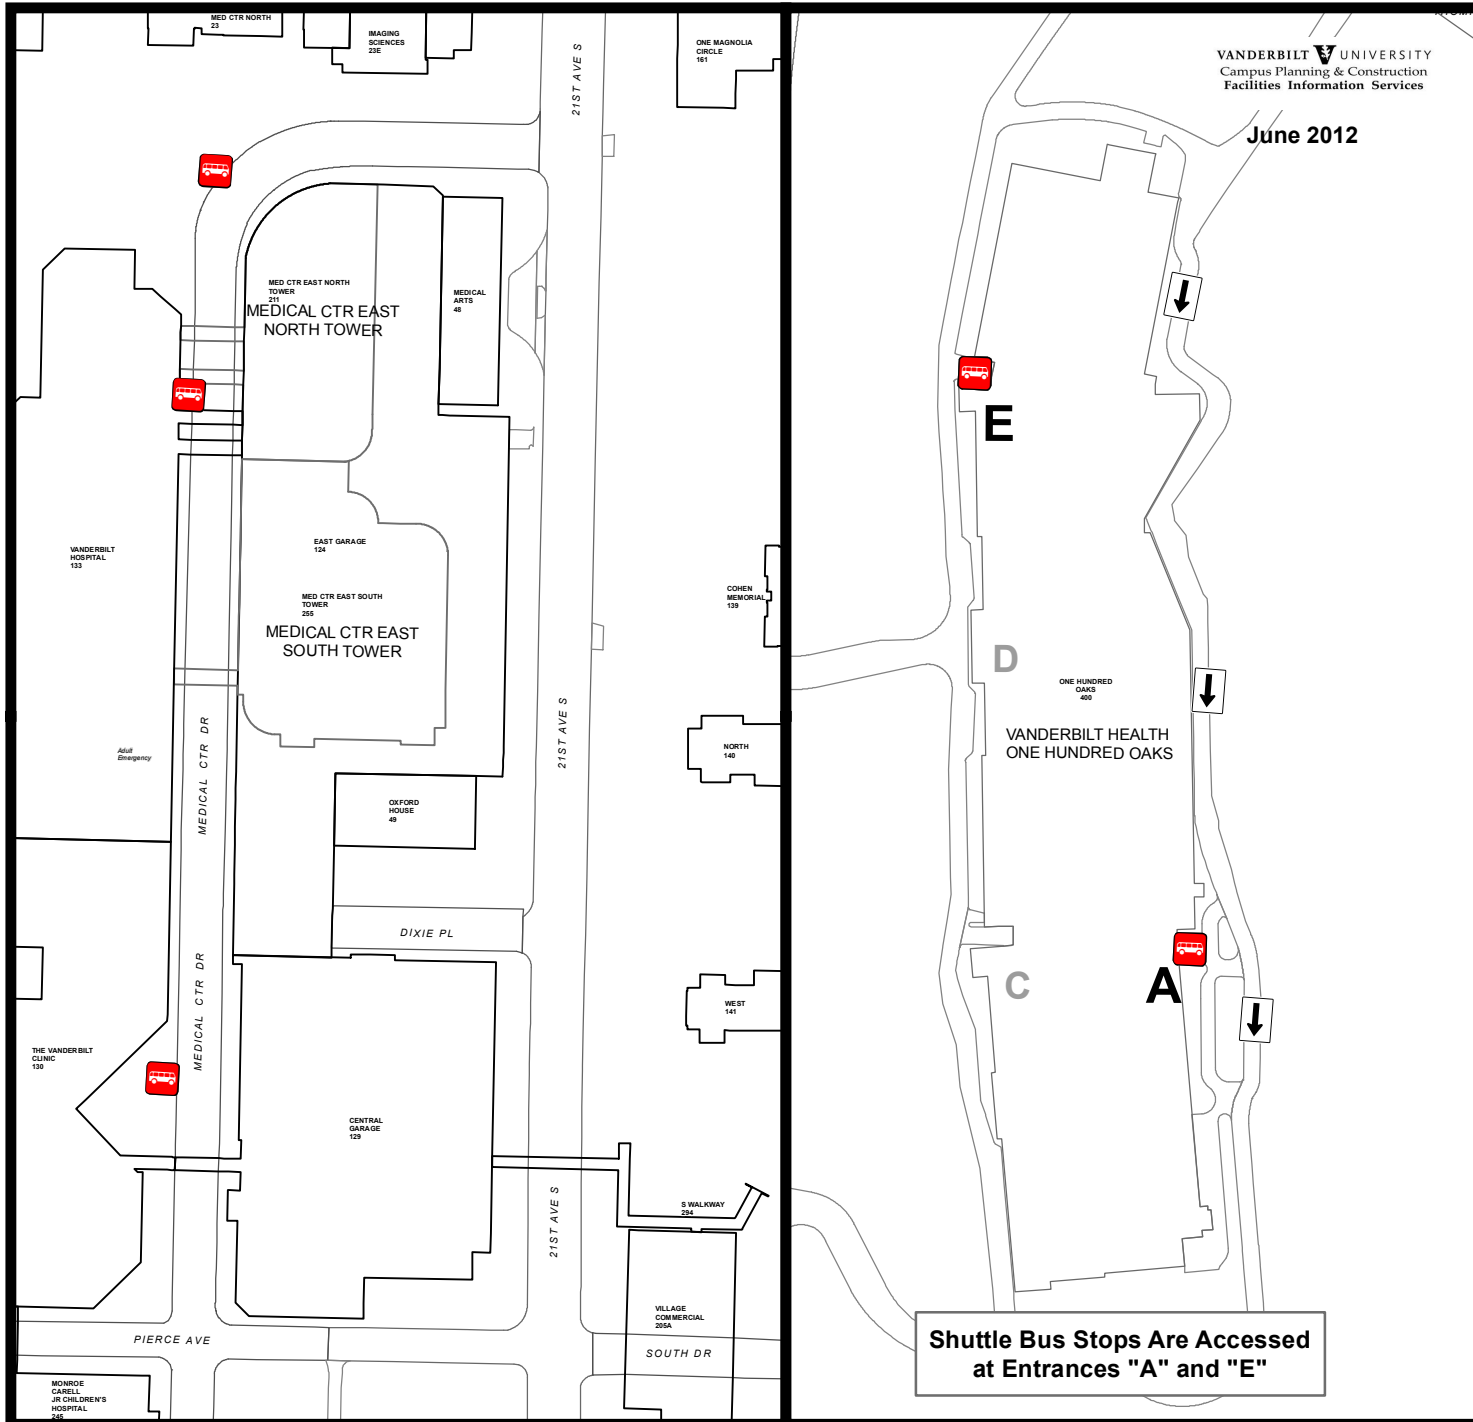 MED CTR NORTH
23
IMAGING
SCIENCES
23E
21ST AVE S
ONE MAGNOLIA
CIRCLE
161
MED CTR EAST NORTH
TOWER
211
MEDICAL CTR EAST
NORTH TOWER
MEDICAL
ARTS
48
VANDERBILT
HOSPITAL
133
EAST GARAGE
124
MED CTR EAST SOUTH
TOWER
255
MEDICAL CTR EAST
SOUTH TOWER
COHEN
MEMORIAL
139
Adult
Emergency
MEDICAL CTR DR
21ST AVE S
NORTH
140
OXFORD
HOUSE
49
DIXIE PL
MEDICAL CTR DR
WEST
141
THE VANDERBILT
CLINIC
130
CENTRAL
GARAGE
129
21ST AVE S
S WALKWAY
294
VILLAGE
COMMERCIAL
205A
PIERCE AVE
SOUTH DR
MONROE
CARELL
JR CHILDREN'S
HOSPITAL
245
VANDERBILT V UNIVERSITY
Campus Planning & Construction
Facilities Information Services
June 2012
E
D
ONE HUNDRED
OAKS
400
VANDERBILT HEALTH
ONE HUNDRED OAKS
C
A
Shuttle Bus Stops Are Accessed
at Entrances "A" and "E"